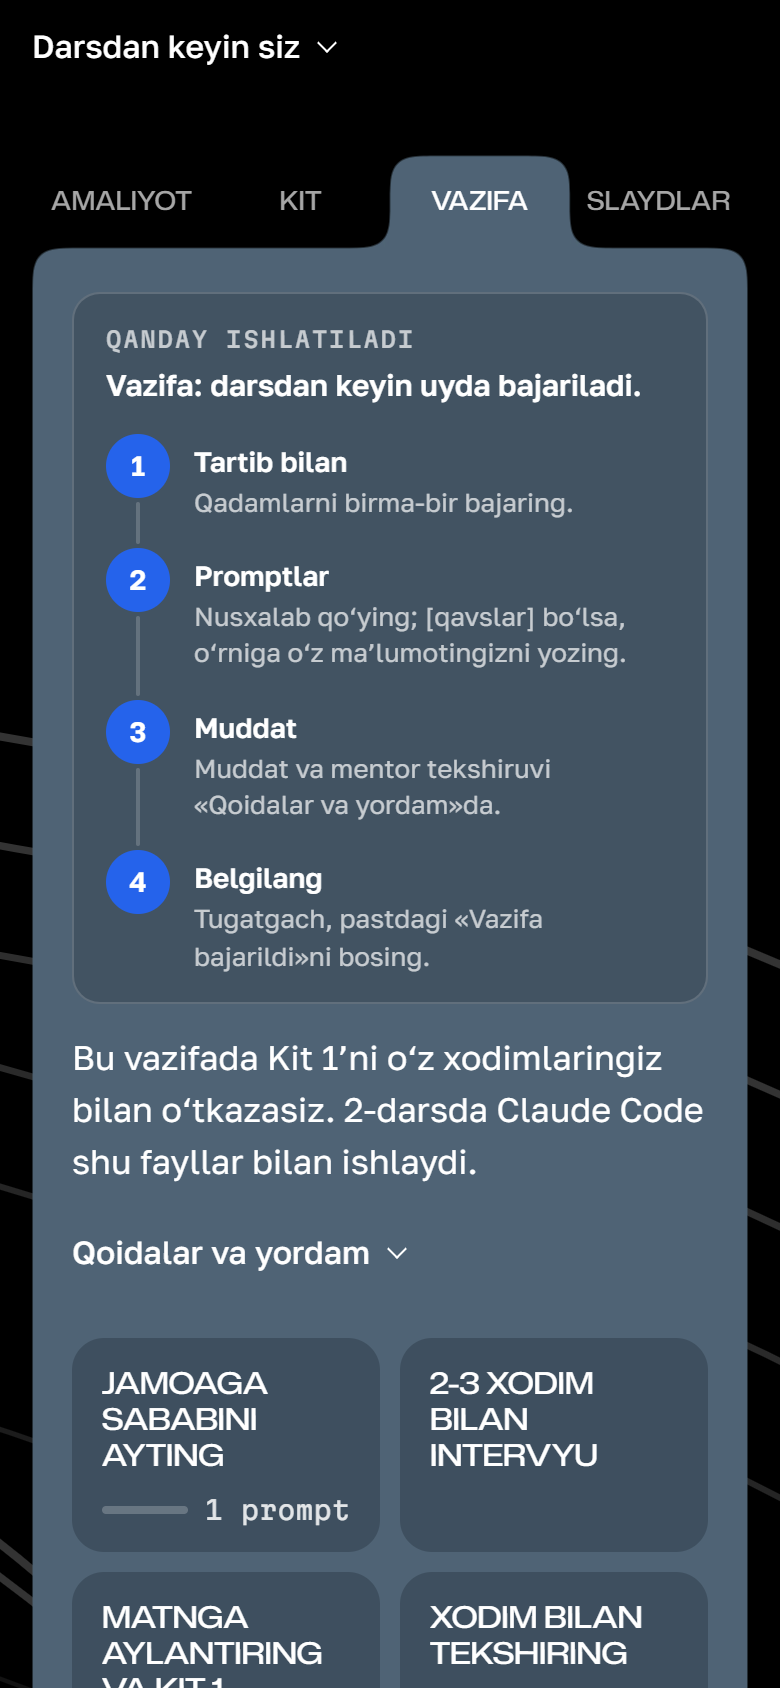 Darsdan keyin siz
AMALIYOT
KIT
VAZIFA
SLAYDLAR
QANDAY ISHLATILADI
Vazifa: darsdan keyin uyda bajariladi.
1
Tartib bilan
Qadamlarni birma-bir bajaring.
2
Promptlar
Nusxalab qo‘ying; [qavslar] bo‘lsa,
o‘rniga o‘z ma’lumotingizni yozing.
3
Muddat
Muddat va mentor tekshiruvi
«Qoidalar va yordam»da.
4
Belgilang
Tugatgach, pastdagi «Vazifa
bajarildi»ni bosing.
Bu vazifada Kit 1’ni o‘z xodimlaringiz
bilan o‘tkazasiz. 2-darsda Claude Code
shu fayllar bilan ishlaydi.
Qoidalar va yordam
JAMOAGA
SABABINI
AYTING
1 prompt
2-3 XODIM
BILAN
INTERVYU
MATNGA
AYLANTIRING
VA KIT 1
XODIM BILAN
TEKSHIRING